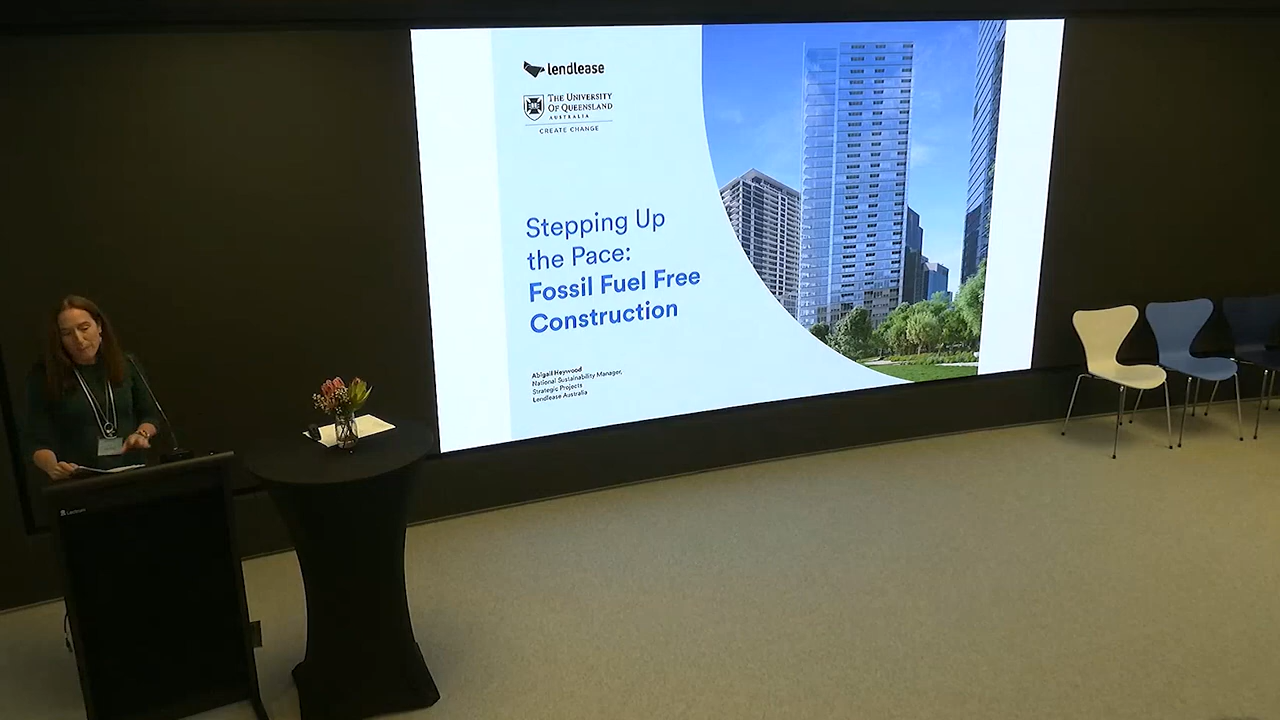 lendlease
THE UNIVERSITY
OF QUEENSLAND
AUSTRALIA
CREATE CHANGE
Stepping Up
the Pace:
Fossil Fuel Free
Construction
Abigail Heywood
National Sustainability Manager,
Strategic Projects
Lendlease Australia